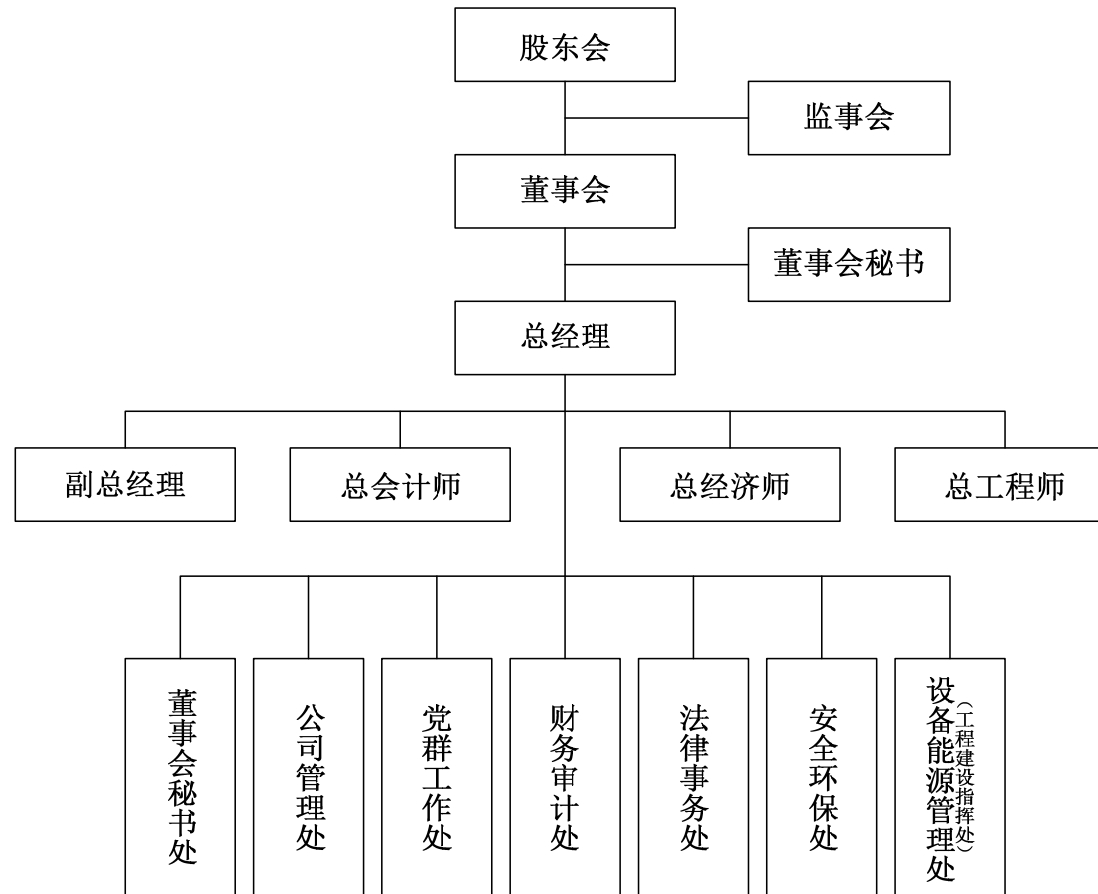 股东会
监事会
董事会
董事会秘书
总经理
副总经理
总会计师
总经济师
总工程师
董事会秘书处
公司管理处
党群工作处
财务审计处
法律事务处
安全环保处
设备能源管理处
（工程建设指挥处）